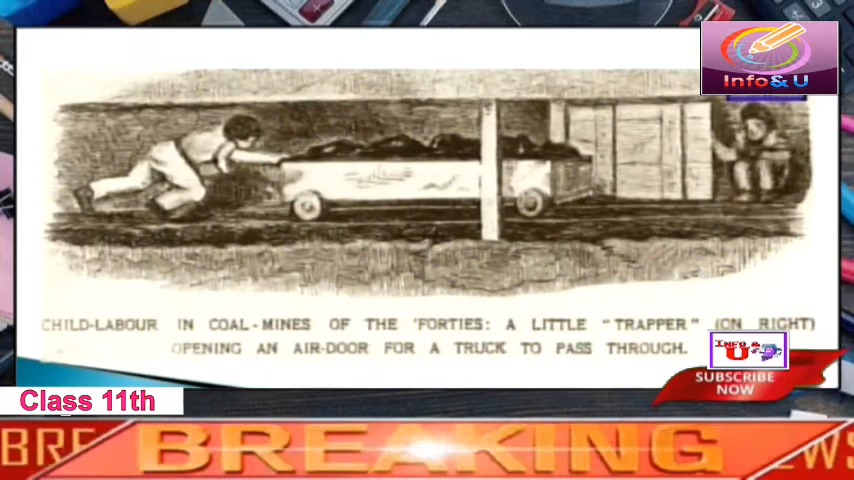 Info&U
CHILD-LABOUR IN COAL-MINES OF THE 'FORTIES: A LITTLE "TRAPPER" (ON RIGHT)
OPENING AN AIR-DOOR FOR A TRUCK TO PASS THROUGH.
INFO &
U
SUBSCRIBE
NOW
Class 11th
BREAKING